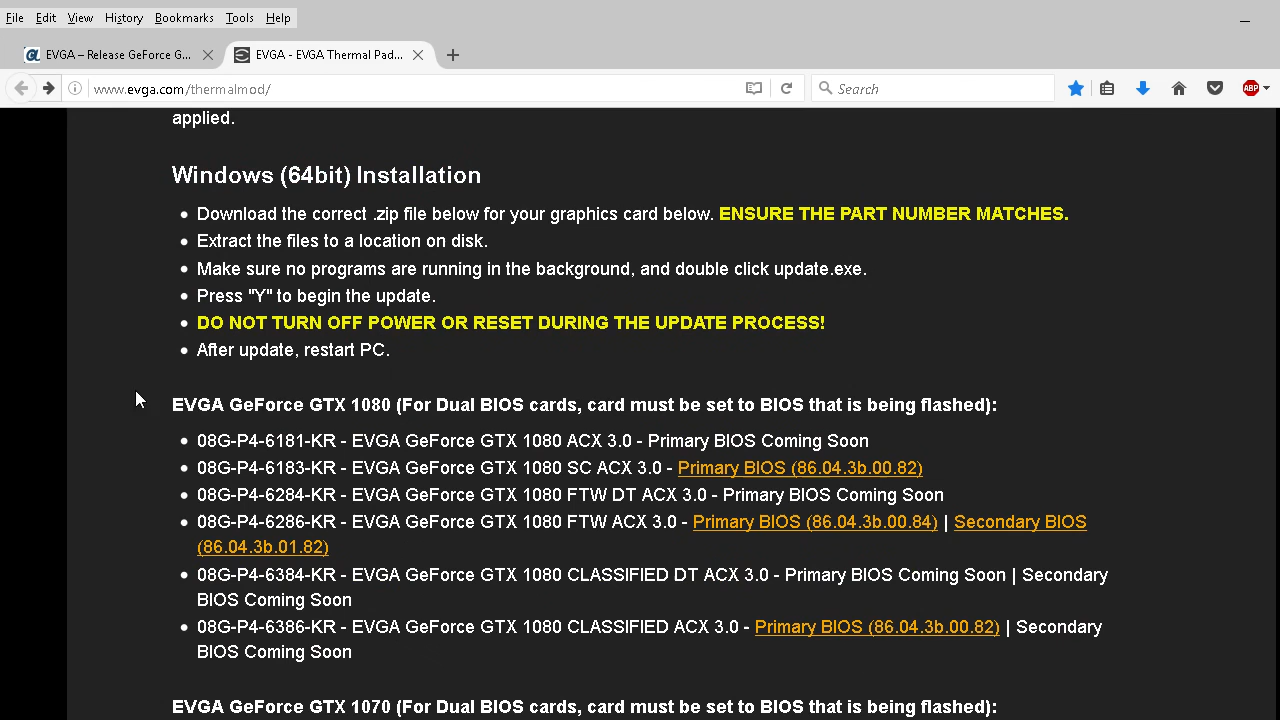 File Edit View History Bookmarks Tools Help
EVGA – Release GeForce G... EVGA - EVGA Thermal Pad...
www.evga.com/thermalmod/ Search ABP
applied.
Windows (64bit) Installation
Download the correct .zip file below for your graphics card below. ENSURE THE PART NUMBER MATCHES.
Extract the files to a location on disk.
Make sure no programs are running in the background, and double click update.exe.
Press "Y" to begin the update.
DO NOT TURN OFF POWER OR RESET DURING THE UPDATE PROCESS!
After update, restart PC.
EVGA GeForce GTX 1080 (For Dual BIOS cards, card must be set to BIOS that is being flashed):
08G-P4-6181-KR - EVGA GeForce GTX 1080 ACX 3.0 - Primary BIOS Coming Soon
08G-P4-6183-KR - EVGA GeForce GTX 1080 SC ACX 3.0 - Primary BIOS (86.04.3b.00.82)
08G-P4-6284-KR - EVGA GeForce GTX 1080 FTW DT ACX 3.0 - Primary BIOS Coming Soon
08G-P4-6286-KR - EVGA GeForce GTX 1080 FTW ACX 3.0 - Primary BIOS (86.04.3b.00.84) | Secondary BIOS
(86.04.3b.01.82)
08G-P4-6384-KR - EVGA GeForce GTX 1080 CLASSIFIED DT ACX 3.0 - Primary BIOS Coming Soon | Secondary
BIOS Coming Soon
08G-P4-6386-KR - EVGA GeForce GTX 1080 CLASSIFIED ACX 3.0 - Primary BIOS (86.04.3b.00.82) | Secondary
BIOS Coming Soon
EVGA GeForce GTX 1070 (For Dual BIOS cards, card must be set to BIOS that is being flashed):